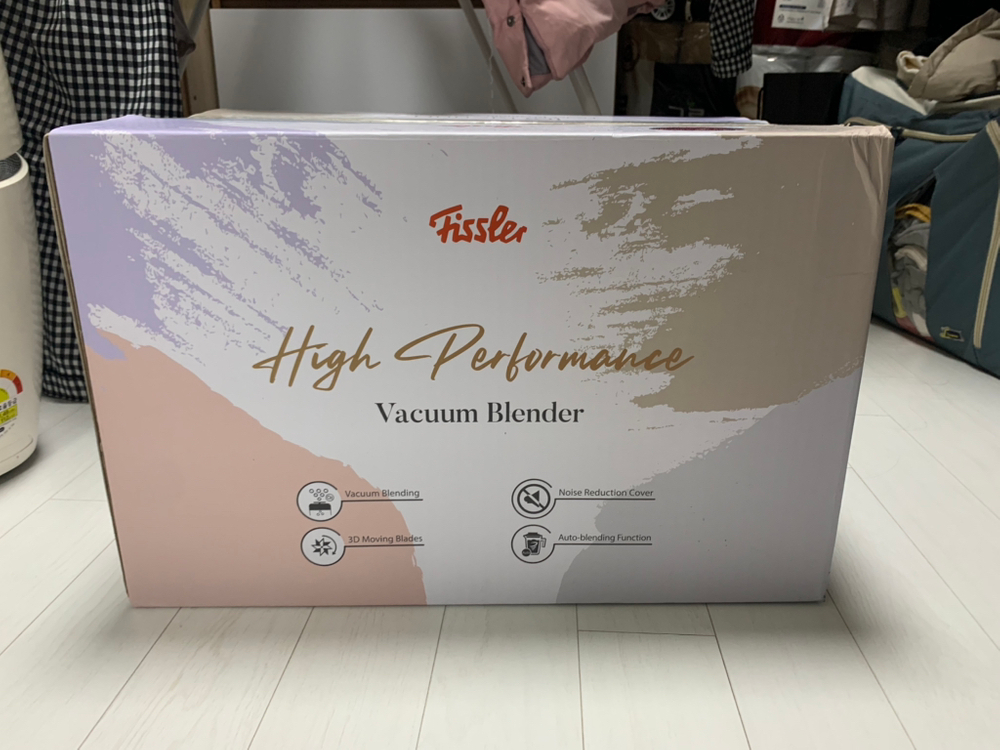 Fissler
High Performance
Vacuum Blender
Vacuum Blending
Noise Reduction Cover
3D Moving Blades
Auto-blending Function